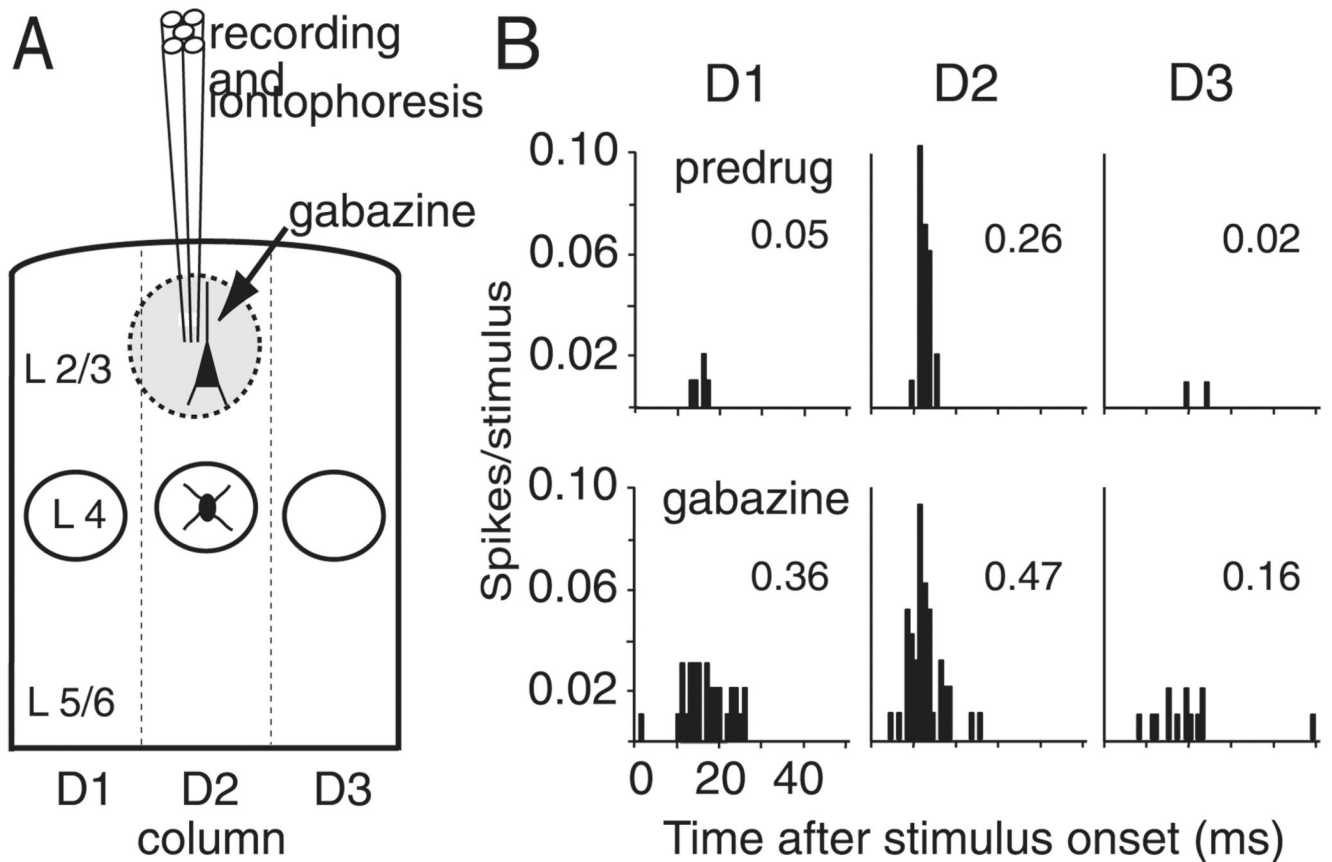 A
recording
and
iontophoresis
gabazine
L 2/3
L 4
L 5/6
D1 D2 D3
column
B
D1 D2 D3
Spikes/stimulus
0.10
0.06
0.02
predrug
0.05 0.26 0.02
0.10
0.06
0.02
gabazine
0.36 0.47 0.16
0 20 40
Time after stimulus onset (ms)